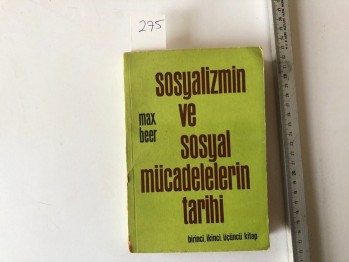 275
sosyalizmin
ve
sosyal
mücadelelerin
tarihi
max
beer
birinci, ikinci, üçüncü kitap